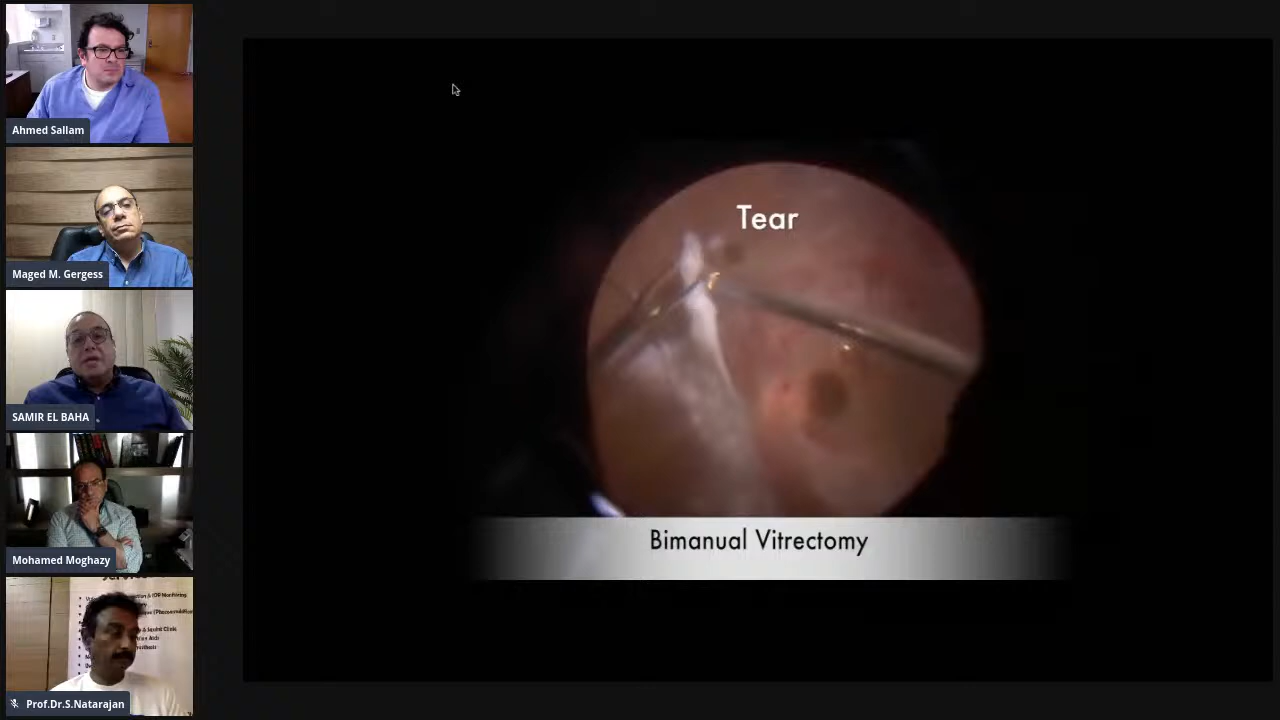 Ahmed Sallam
Maged M. Gergess
SAMIR EL BAHA
Mohamed Moghazy
Prof.Dr.S.Natarajan
Tear
Bimanual Vitrectomy